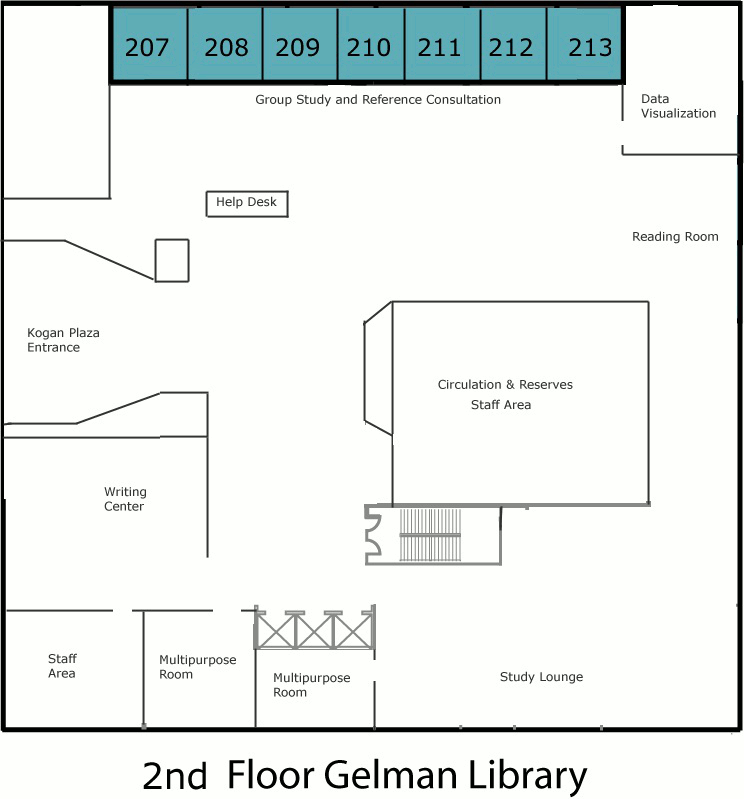 207 208 209 210 211 212 213
Group Study and Reference Consultation
Data
Visualization
Help Desk
Reading Room
Kogan Plaza
Entrance
Circulation & Reserves
Staff Area
Writing
Center
Staff
Area
Multipurpose
Room
Multipurpose
Room
Study Lounge
2nd Floor Gelman Library